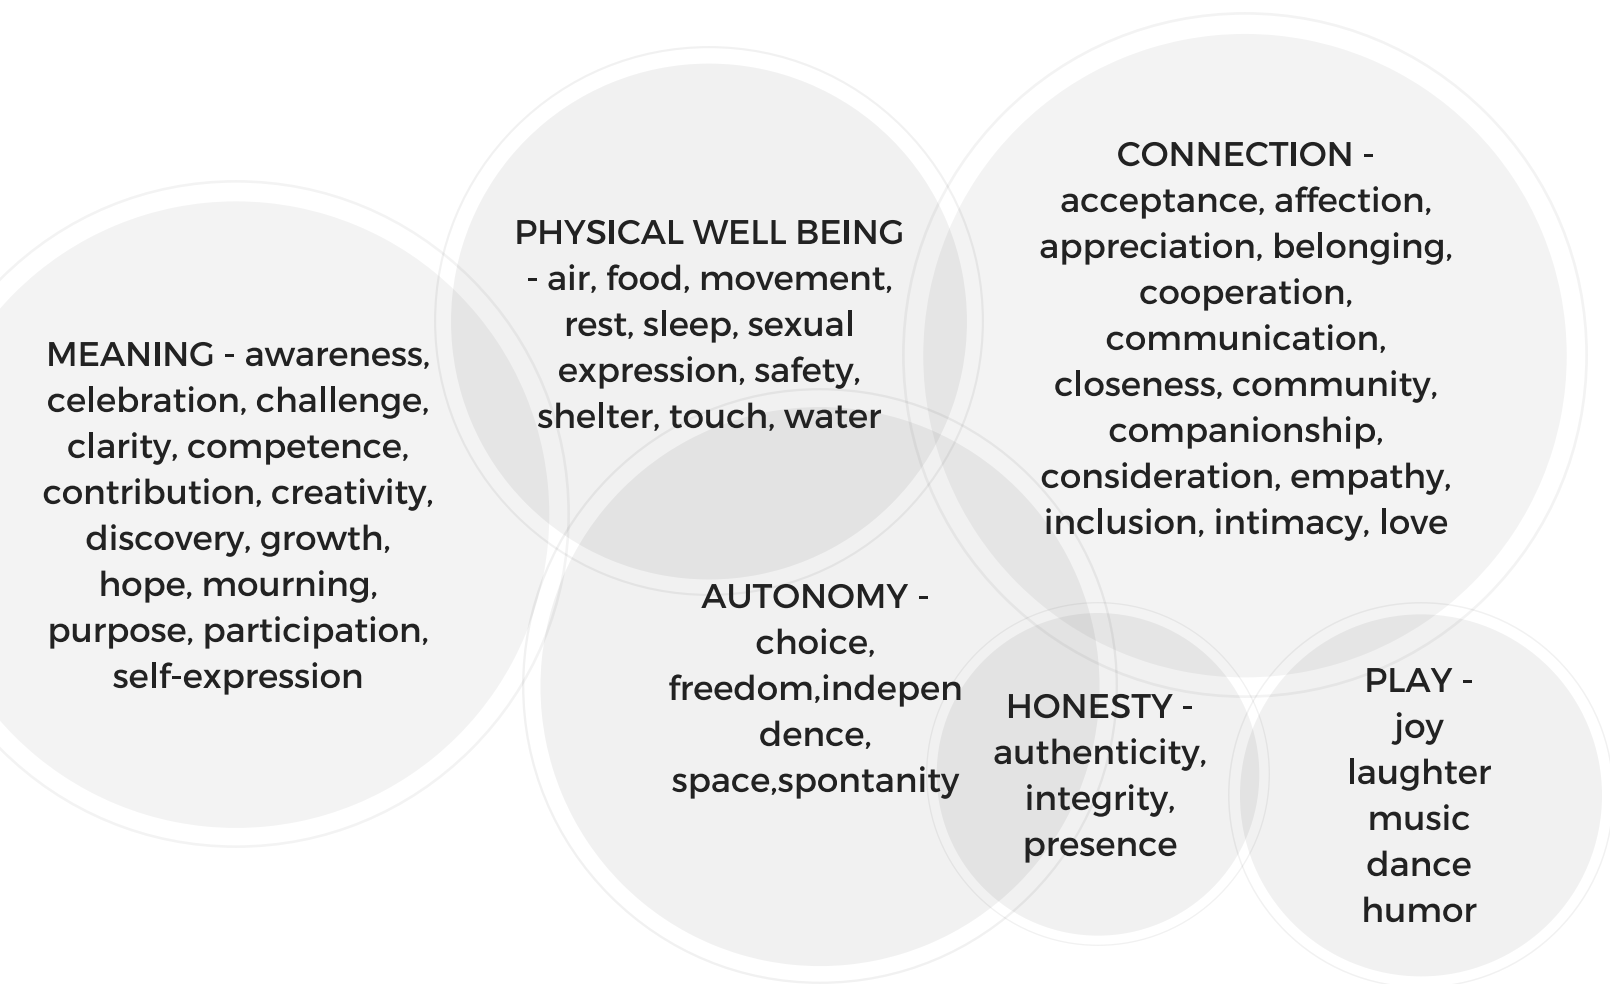 MEANING - awareness,
celebration, challenge,
clarity, competence,
contribution, creativity,
discovery, growth,
hope, mourning,
purpose, participation,
self-expression
PHYSICAL WELL BEING
- air, food, movement,
rest, sleep, sexual
expression, safety,
shelter, touch, water
CONNECTION -
acceptance, affection,
appreciation, belonging,
cooperation,
communication,
closeness, community,
companionship,
consideration, empathy,
inclusion, intimacy, love
AUTONOMY -
choice,
freedom,indepen
dence,
space,spontanity
HONESTY -
authenticity,
integrity,
presence
PLAY -
joy
laughter
music
dance
humor